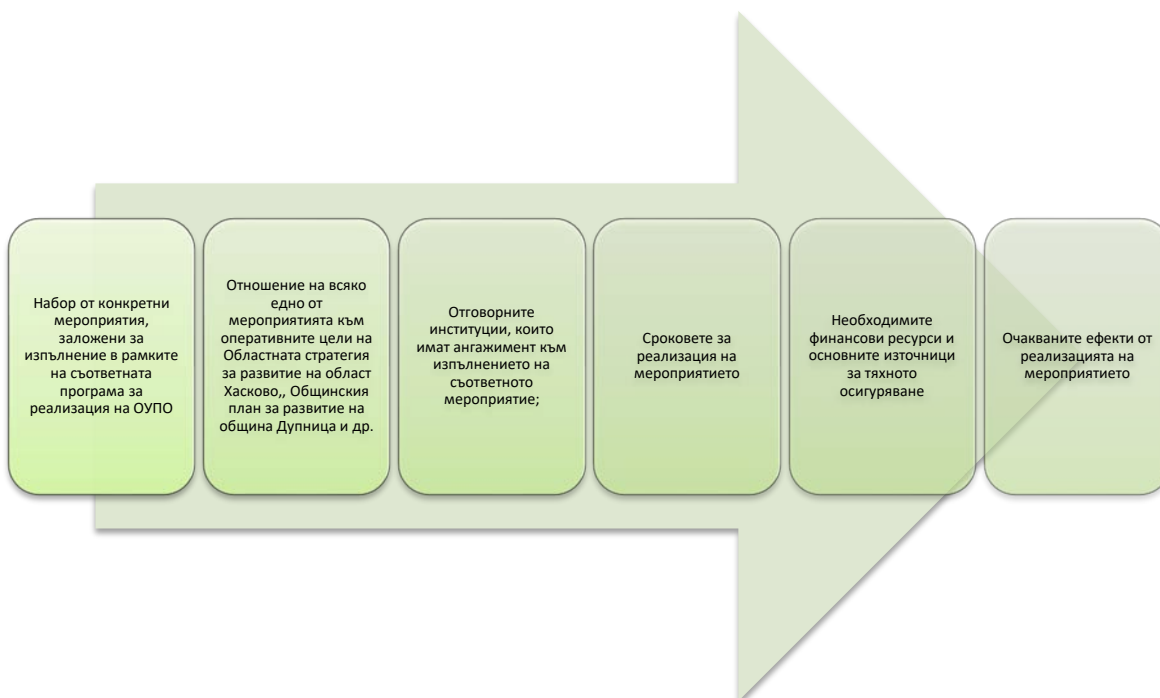 Набор от конкретни
мероприятия,
заложени за
изпълнение в рамките
на съответната
програма за
реализация на ОУПО
Отношение на всяко
едно от
мероприятията към
оперативните цели на
Областната стратегия
за развитие на област
Хасково,, Общинския
план за развитие на
община Дупница и др.
Отговорните
институции, които
имат ангажимент към
изпълнението на
съответното
мероприятие;
Сроковете за
реализация на
мероприятието
Необходимите
финансови ресурси и
основните източници
за тяхното
осигуряване
Очакваните ефекти от
реализацията на
мероприятието